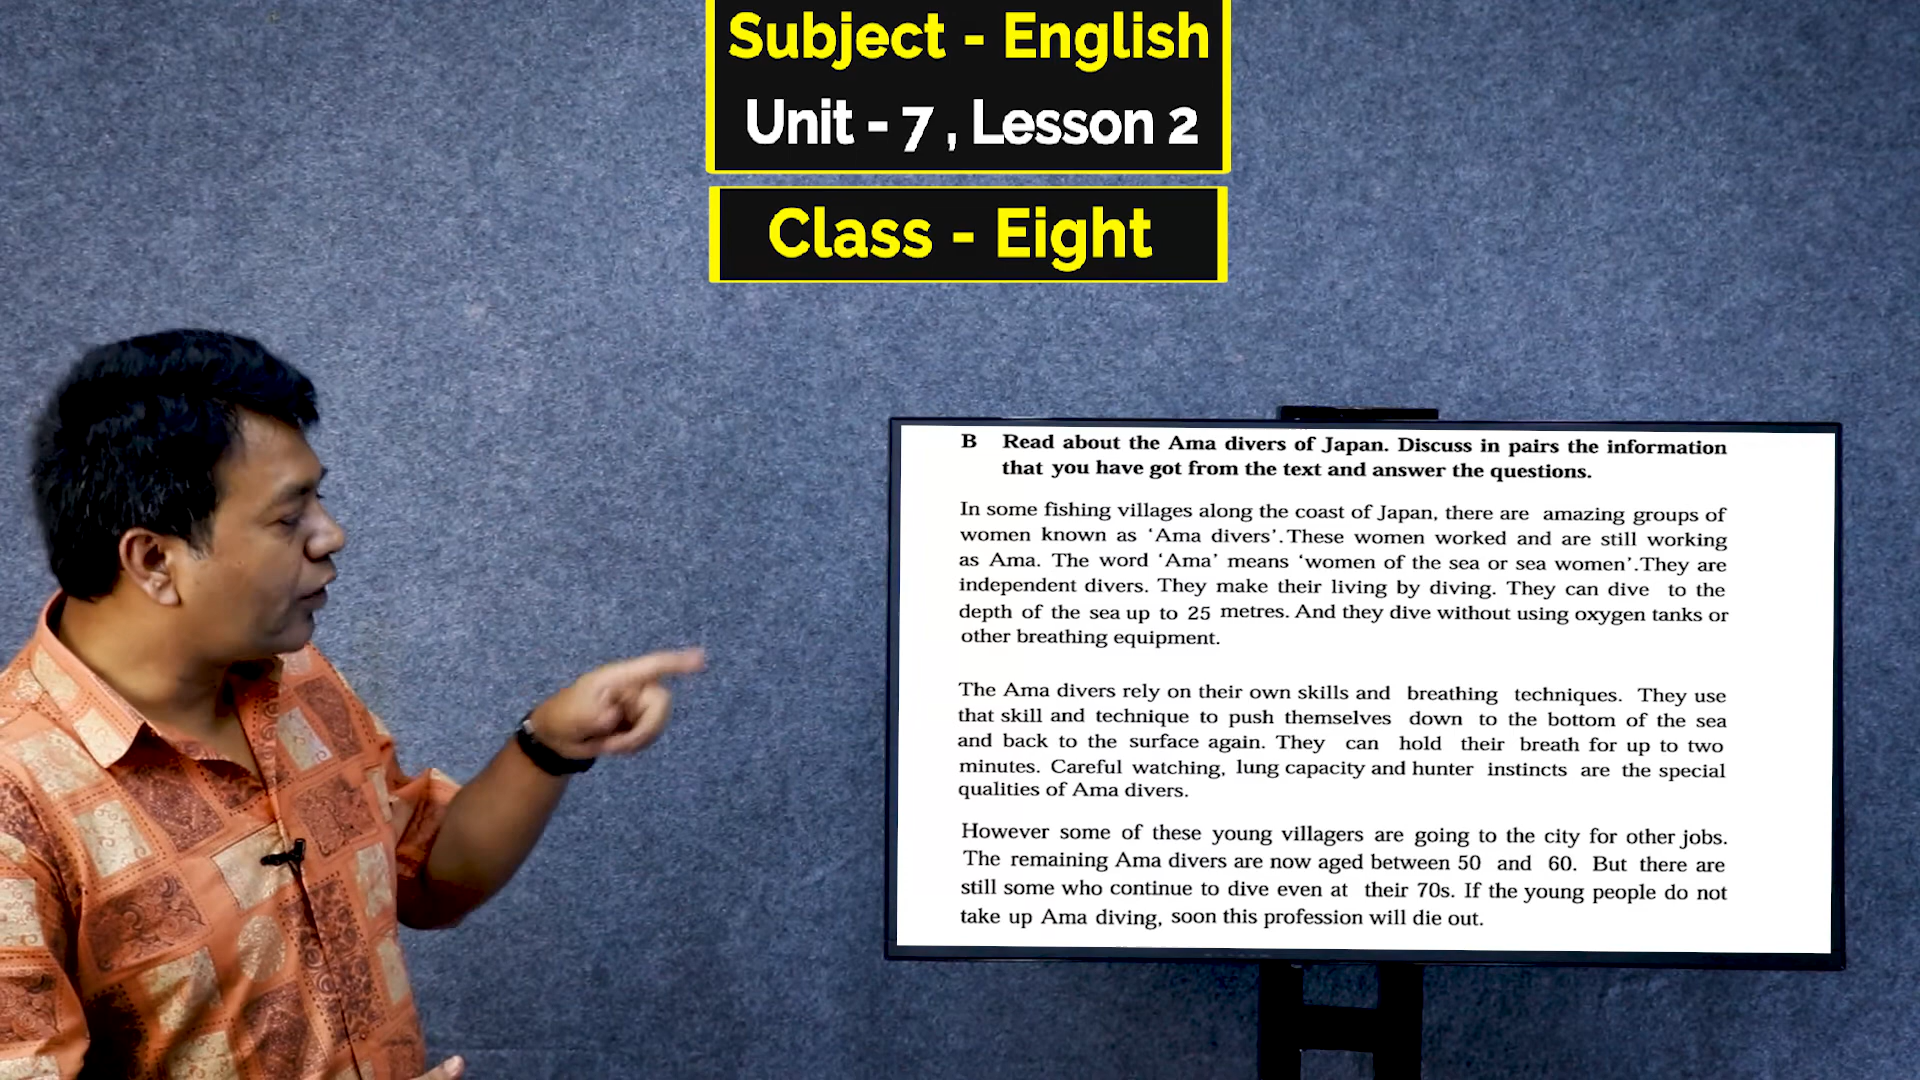 Subject - English
Unit - 7 , Lesson 2
Class - Eight
B Read about the Ama divers of Japan. Discuss in pairs the information
that you have got from the text and answer the questions.
In some fishing villages along the coast of Japan, there are amazing groups of
women known as ‘Ama divers’.These women worked and are still working
as Ama. The word ‘Ama’ means ‘women of the sea or sea women’.They are
independent divers. They make their living by diving. They can dive to the
depth of the sea up to 25 metres. And they dive without using oxygen tanks or
other breathing equipment.
The Ama divers rely on their own skills and breathing techniques. They use
that skill and technique to push themselves down to the bottom of the sea
and back to the surface again. They can hold their breath for up to two
minutes. Careful watching, lung capacity and hunter instincts are the special
qualities of Ama divers.
However some of these young villagers are going to the city for other jobs.
The remaining Ama divers are now aged between 50 and 60. But there are
still some who continue to dive even at their 70s. If the young people do not
take up Ama diving, soon this profession will die out.